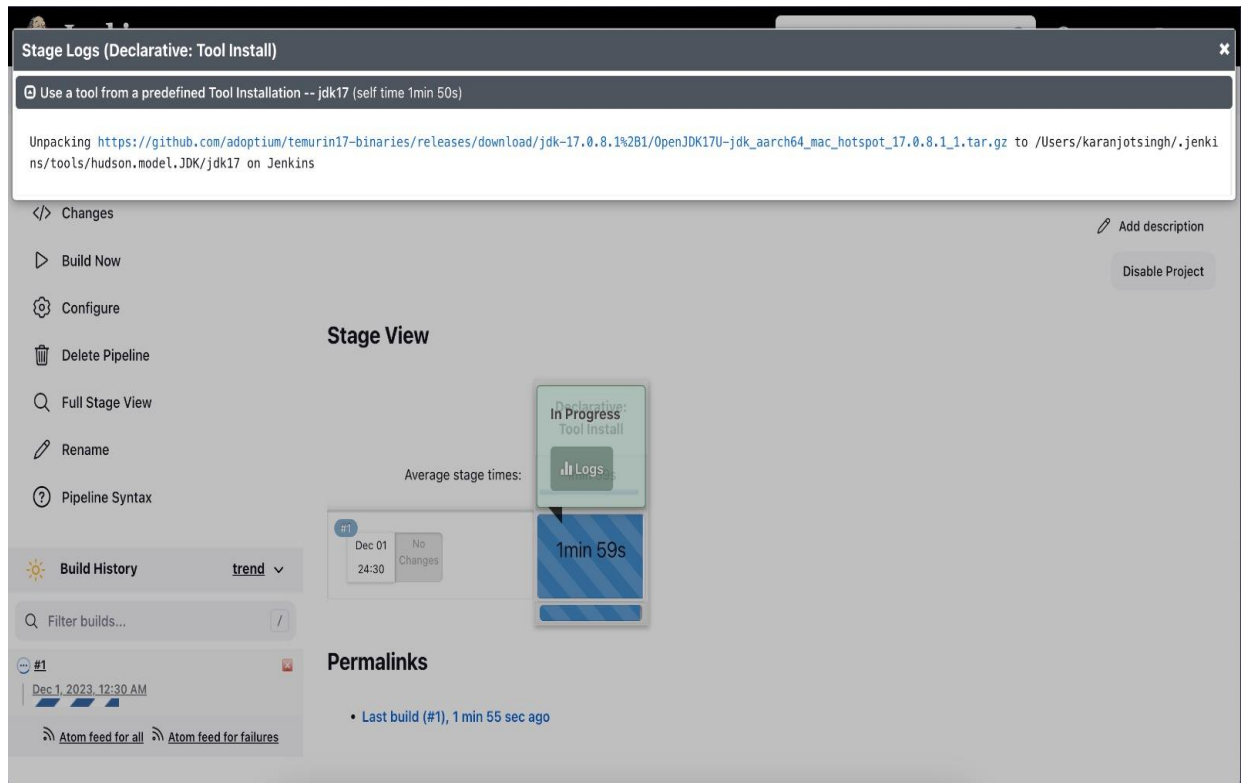 Stage Logs (Declarative: Tool Install)
Use a tool from a predefined Tool Installation -- jdk17 (self time 1min 50s)
Unpacking https://github.com/adoptium/temurin17-binaries/releases/download/jdk-17.0.8.1%2B1/OpenJDK17U-jdk_aarch64_mac_hotspot_17.0.8.1_1.tar.gz to /Users/karanjotsingh/.jenki
ns/tools/hudson.model.JDK/jdk17 on Jenkins
Changes
Add description
Build Now
Disable Project
Configure
Stage View
Delete Pipeline
Full Stage View
In Progress
Declarative:
Tool Install
Rename
Average stage times:
Logs
Pipeline Syntax
#1
Dec 01
24:30
No
Changes
1min 59s
Build History
trend
Filter builds...
/
#1
Dec 1, 2023, 12:30 AM
Permalinks
• Last build (#1), 1 min 55 sec ago
Atom feed for all
Atom feed for failures